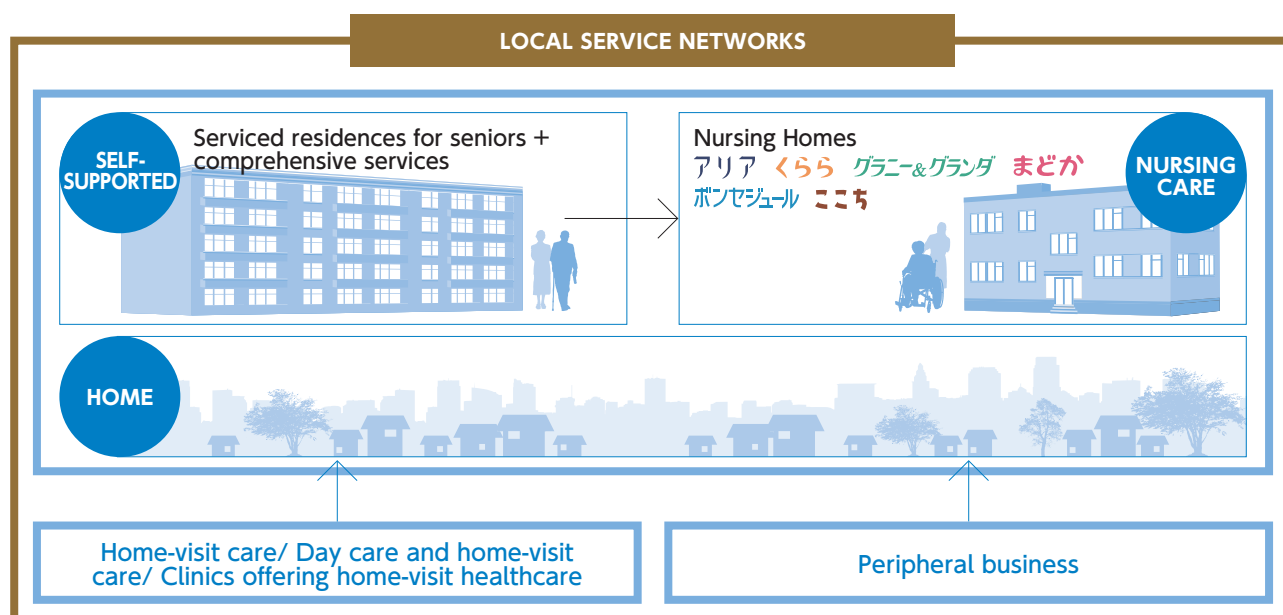 LOCAL SERVICE NETWORKS
SELF-
SUPPORTED
Serviced residences for seniors +
comprehensive services
Nursing Homes
アリア くらら グラニー&グランダ まどか
ボンセジュール ここち
NURSING
CARE
HOME
Home-visit care/ Day care and home-visit
care/ Clinics offering home-visit healthcare
Peripheral business